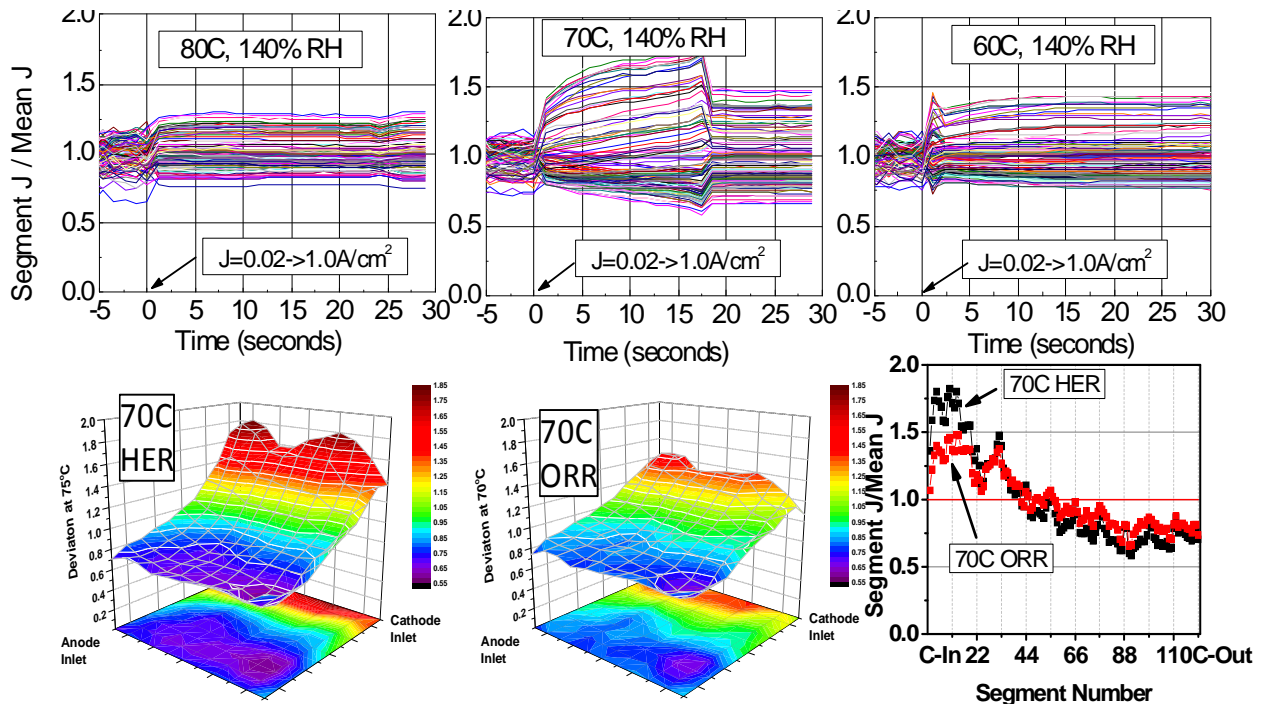 2.0
1.5
1.0
0.5
0.0
Segment J / Mean J
80C, 140% RH
J=0.02->1.0A/cm²
-5 0 5 10 15 20 25 30
Time (seconds)
2.0
1.5
1.0
0.5
0.0
70C, 140% RH
J=0.02->1.0A/cm²
-5 0 5 10 15 20 25 30
Time (seconds)
2.0
1.5
1.0
0.5
0.0
60C, 140% RH
J=0.02->1.0A/cm²
-5 0 5 10 15 20 25 30
Time (seconds)
70C
HER
Deviaton at 75°C
2.0
1.8
1.6
1.4
1.2
1.0
0.8
0.6
0.4
0.2
Anode
Inlet
Cathode
Inlet
1.85
1.75
1.65
1.55
1.45
1.35
1.25
1.15
1.05
0.95
0.85
0.75
0.65
0.55
70C
ORR
Deviation at 70°C
2.0
1.8
1.6
1.4
1.2
1.0
0.8
0.6
0.4
0.2
Anode
Inlet
Cathode
Inlet
1.85
1.75
1.65
1.55
1.45
1.35
1.25
1.15
1.05
0.95
0.85
0.75
0.65
0.55
2.0
1.5
1.0
0.5
0.0
Segment J/Mean J
70C HER
70C ORR
C-In 22 44 66 88 110C-Out
Segment Number